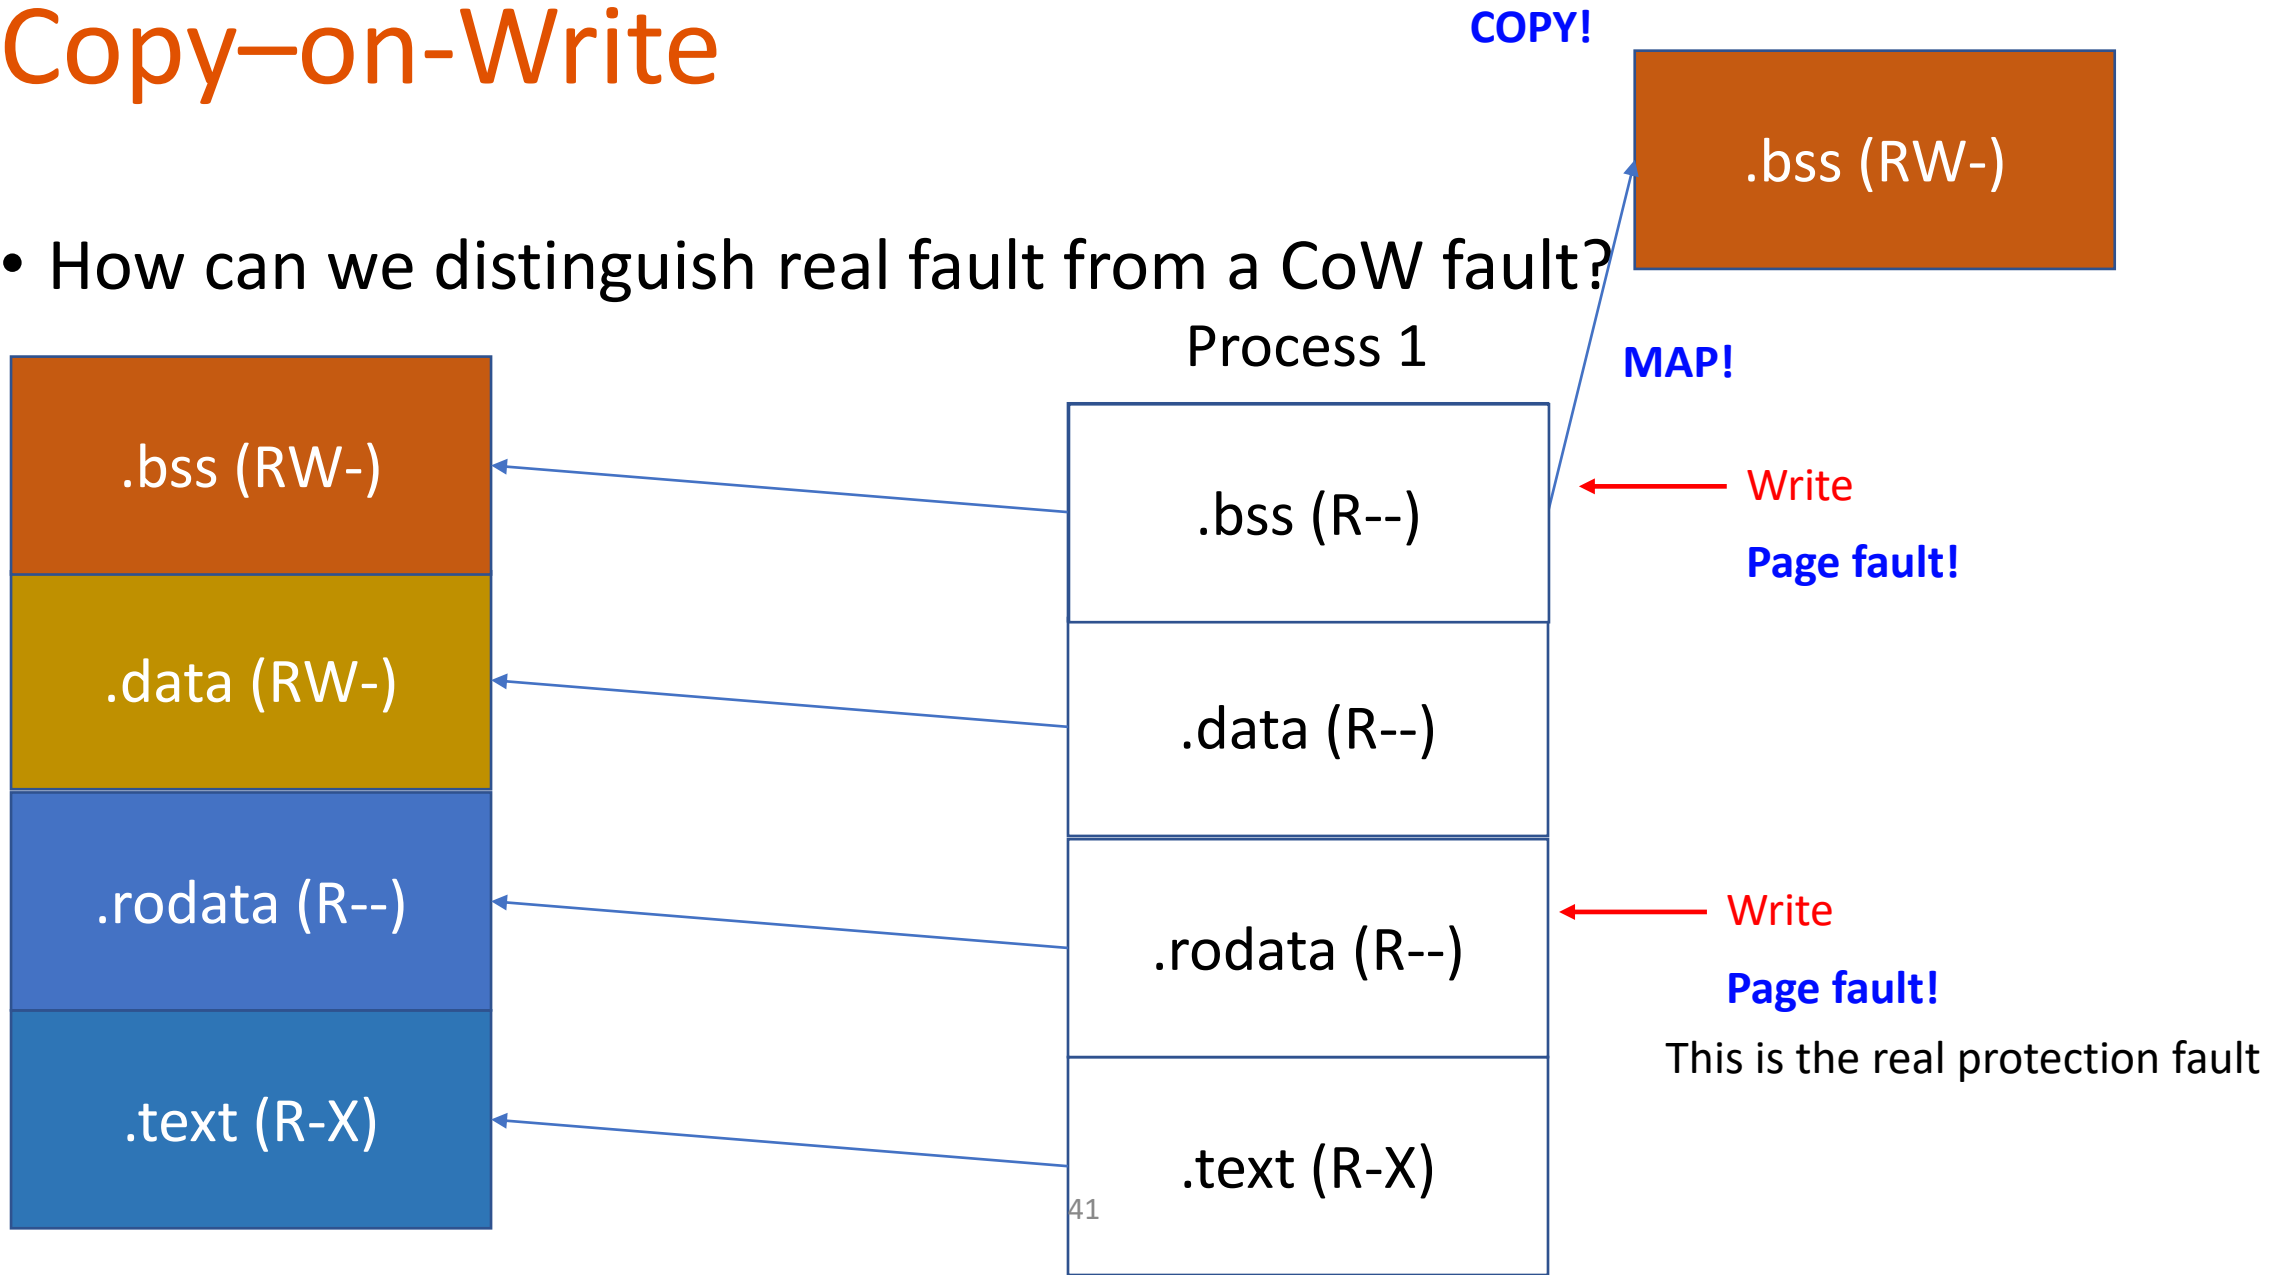 Copy–on-Write
COPY!
.bss (RW-)
• How can we distinguish real fault from a CoW fault?
Process 1
MAP!
.bss (RW-)
.bss (R--)
Write
Page fault!
.data (RW-)
.data (R--)
.rodata (R--)
.rodata (R--)
Write
Page fault!
This is the real protection fault
.text (R-X)
.text (R-X)
41